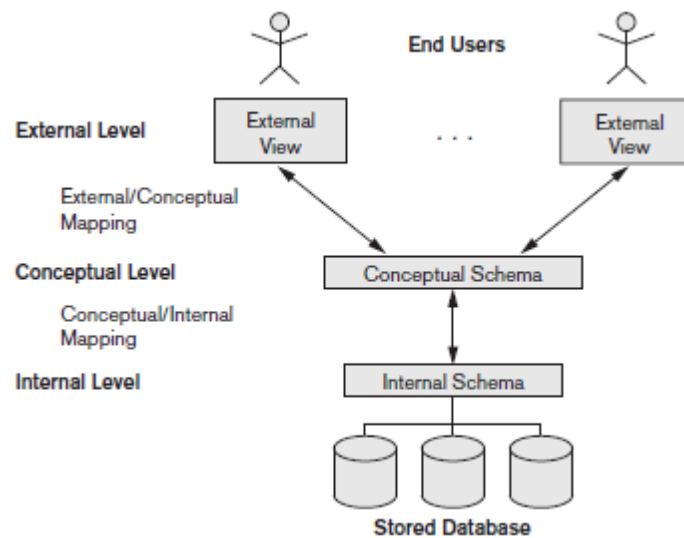 End Users
External Level
External
View
. . .
External
View
External/Conceptual
Mapping
Conceptual Level
Conceptual Schema
Conceptual/Internal
Mapping
Internal Level
Internal Schema
Stored Database